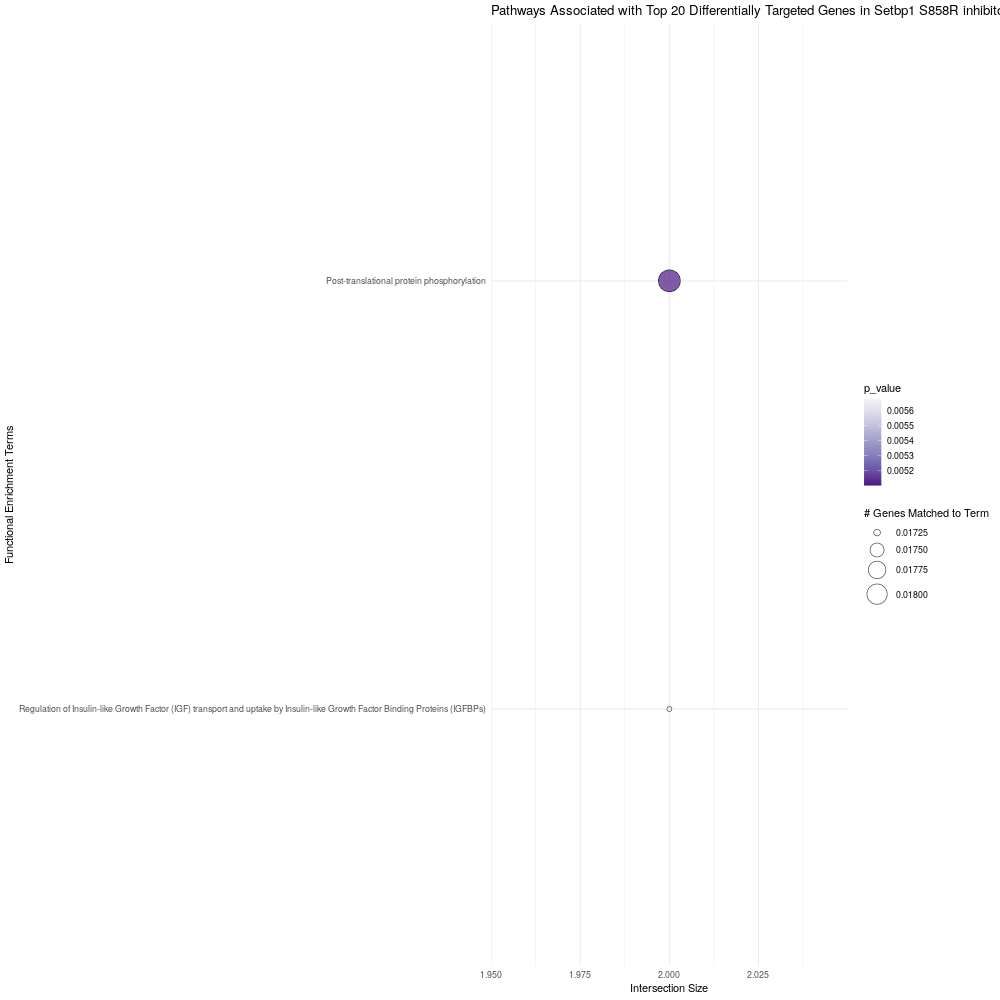 Pathways Associated with Top 20 Differentially Targeted Genes in Setbp1 S858R inhibito
Post-translational protein phosphorylation
Regulation of Insulin-like Growth Factor (IGF) transport and uptake by Insulin-like Growth Factor Binding Proteins (IGFBPs)
Functional Enrichment Terms
1.950
1.975
2.000
2.025
Intersection Size
p_value
0.0056
0.0055
0.0054
0.0053
0.0052
# Genes Matched to Term
0.01725
0.01750
0.01775
0.01800